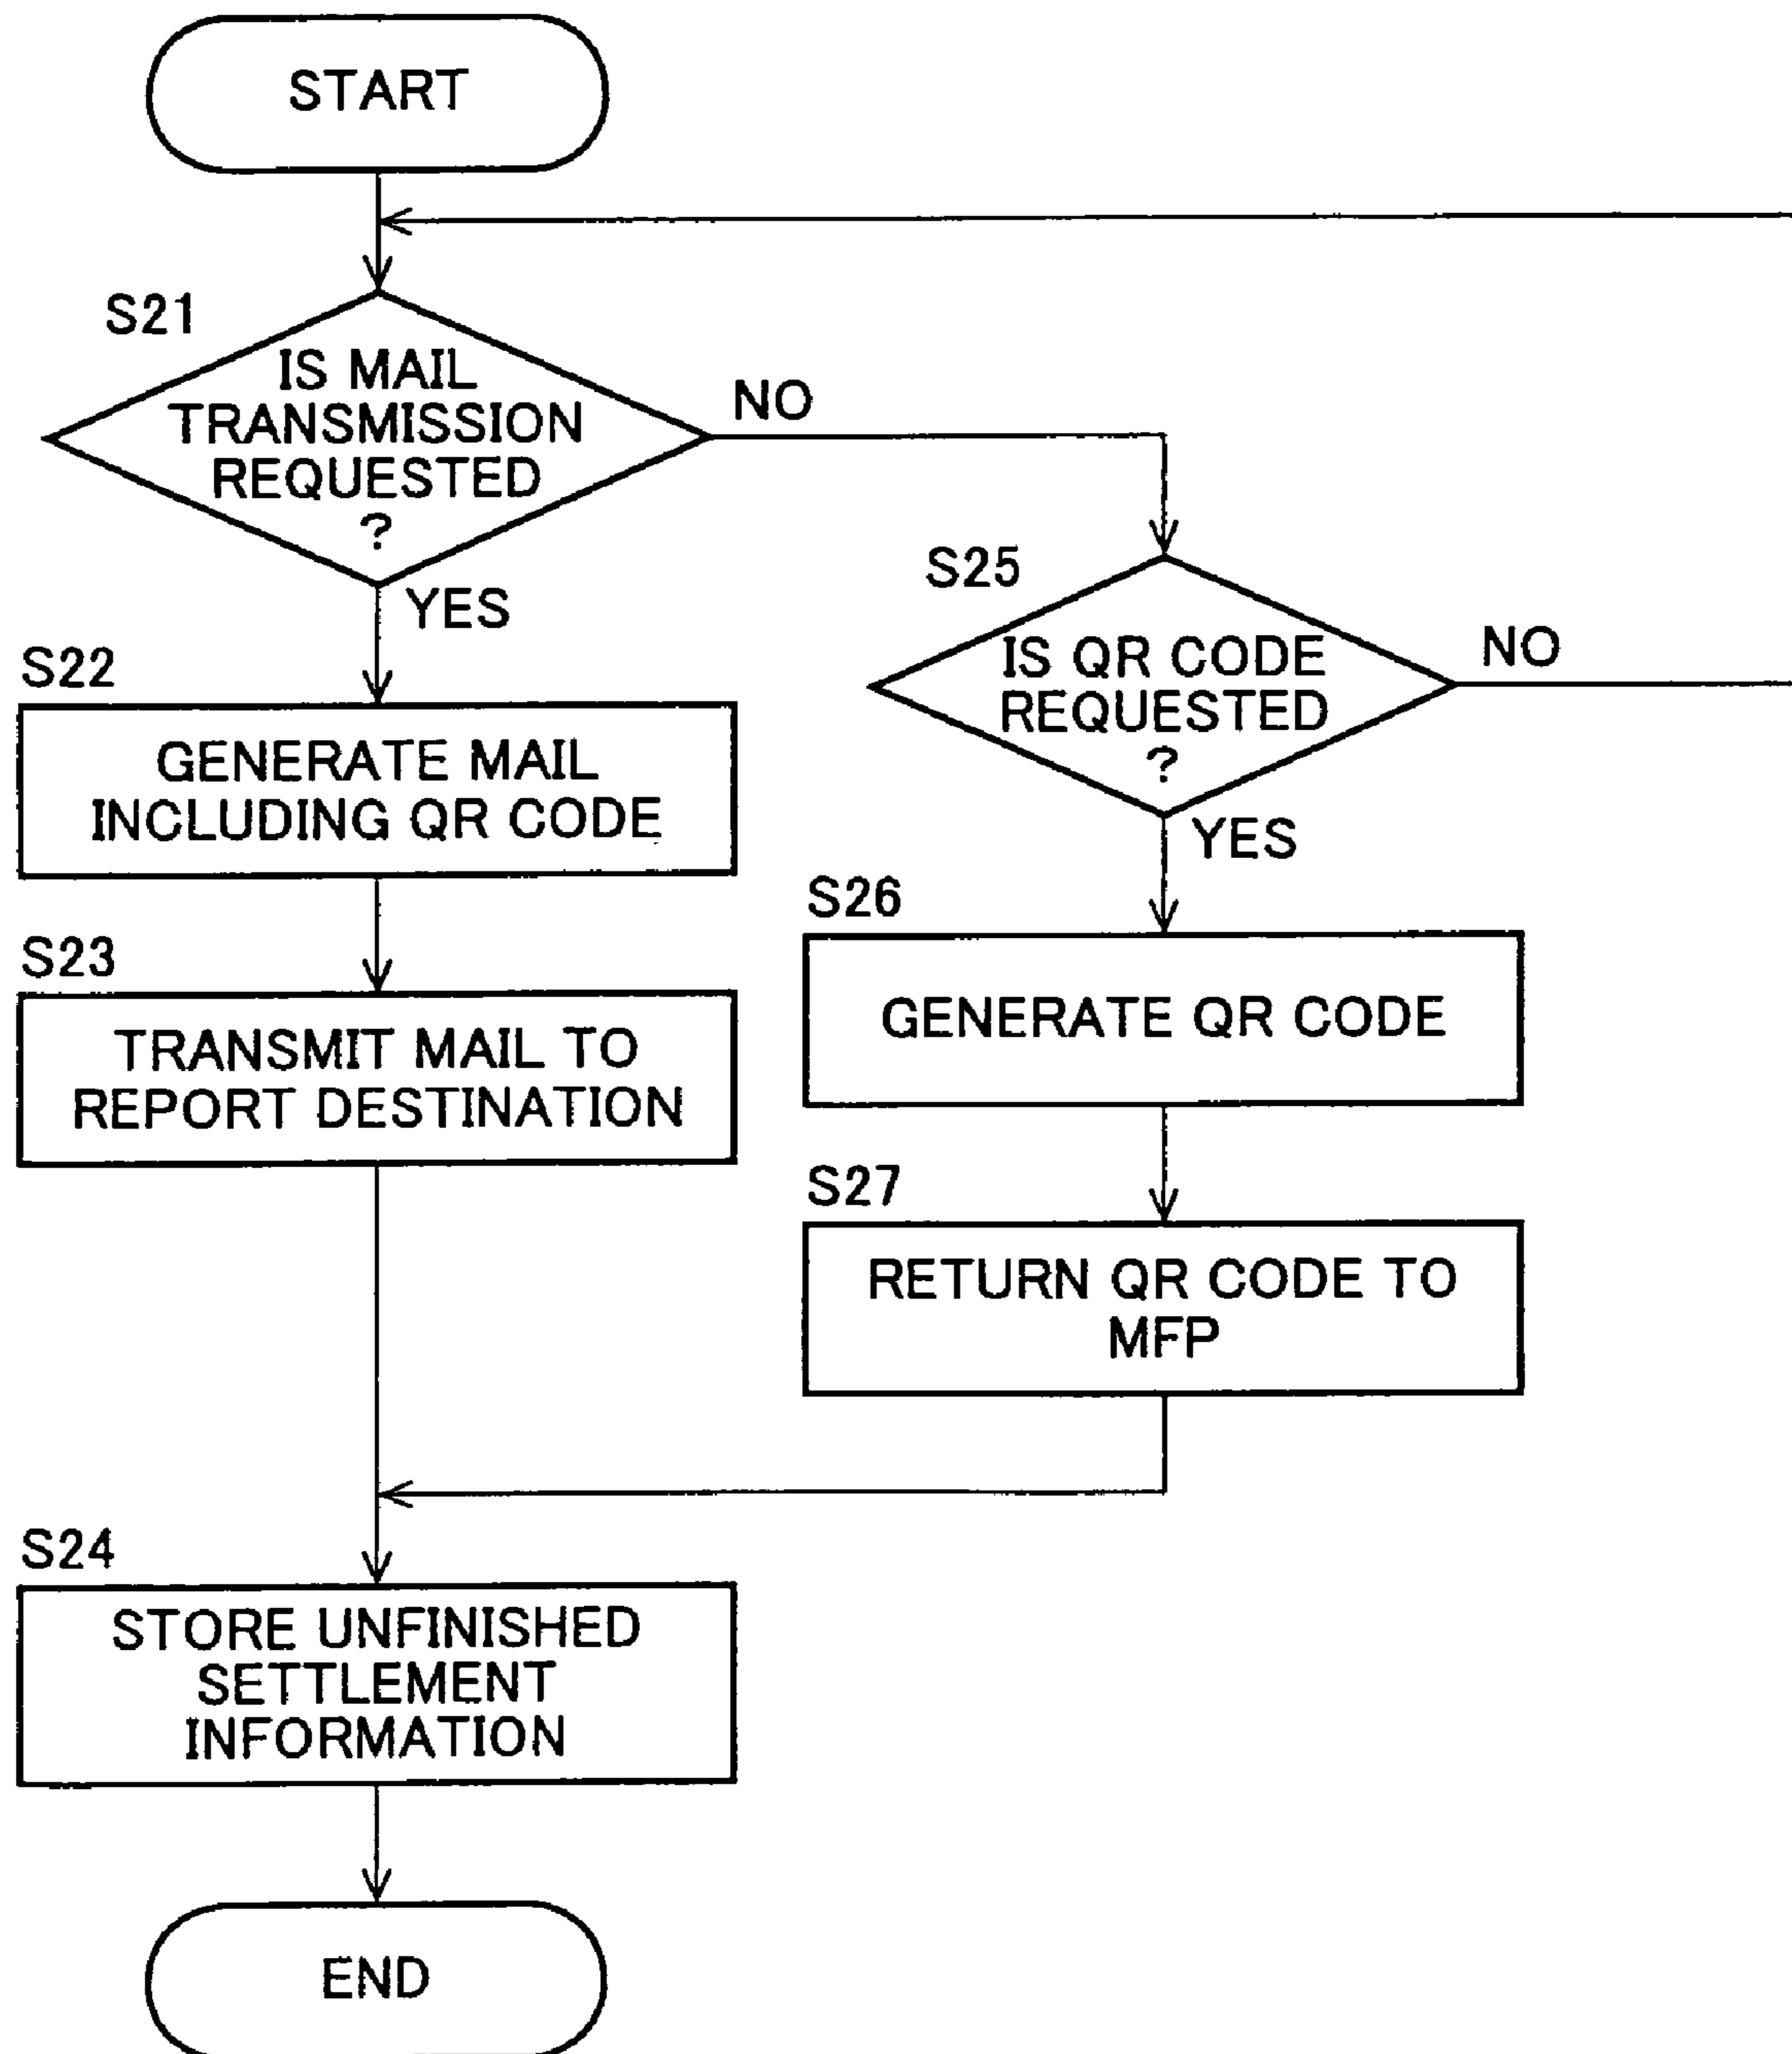 START
S21
IS MAIL
TRANSMISSION
REQUESTED
?
NO
YES
S22
GENERATE MAIL
INCLUDING QR CODE
S23
TRANSMIT MAIL TO
REPORT DESTINATION
S25
IS QR CODE
REQUESTED
?
NO
YES
S26
GENERATE QR CODE
S27
RETURN QR CODE TO
MFP
S24
STORE UNFINISHED
SETTLEMENT
INFORMATION
END